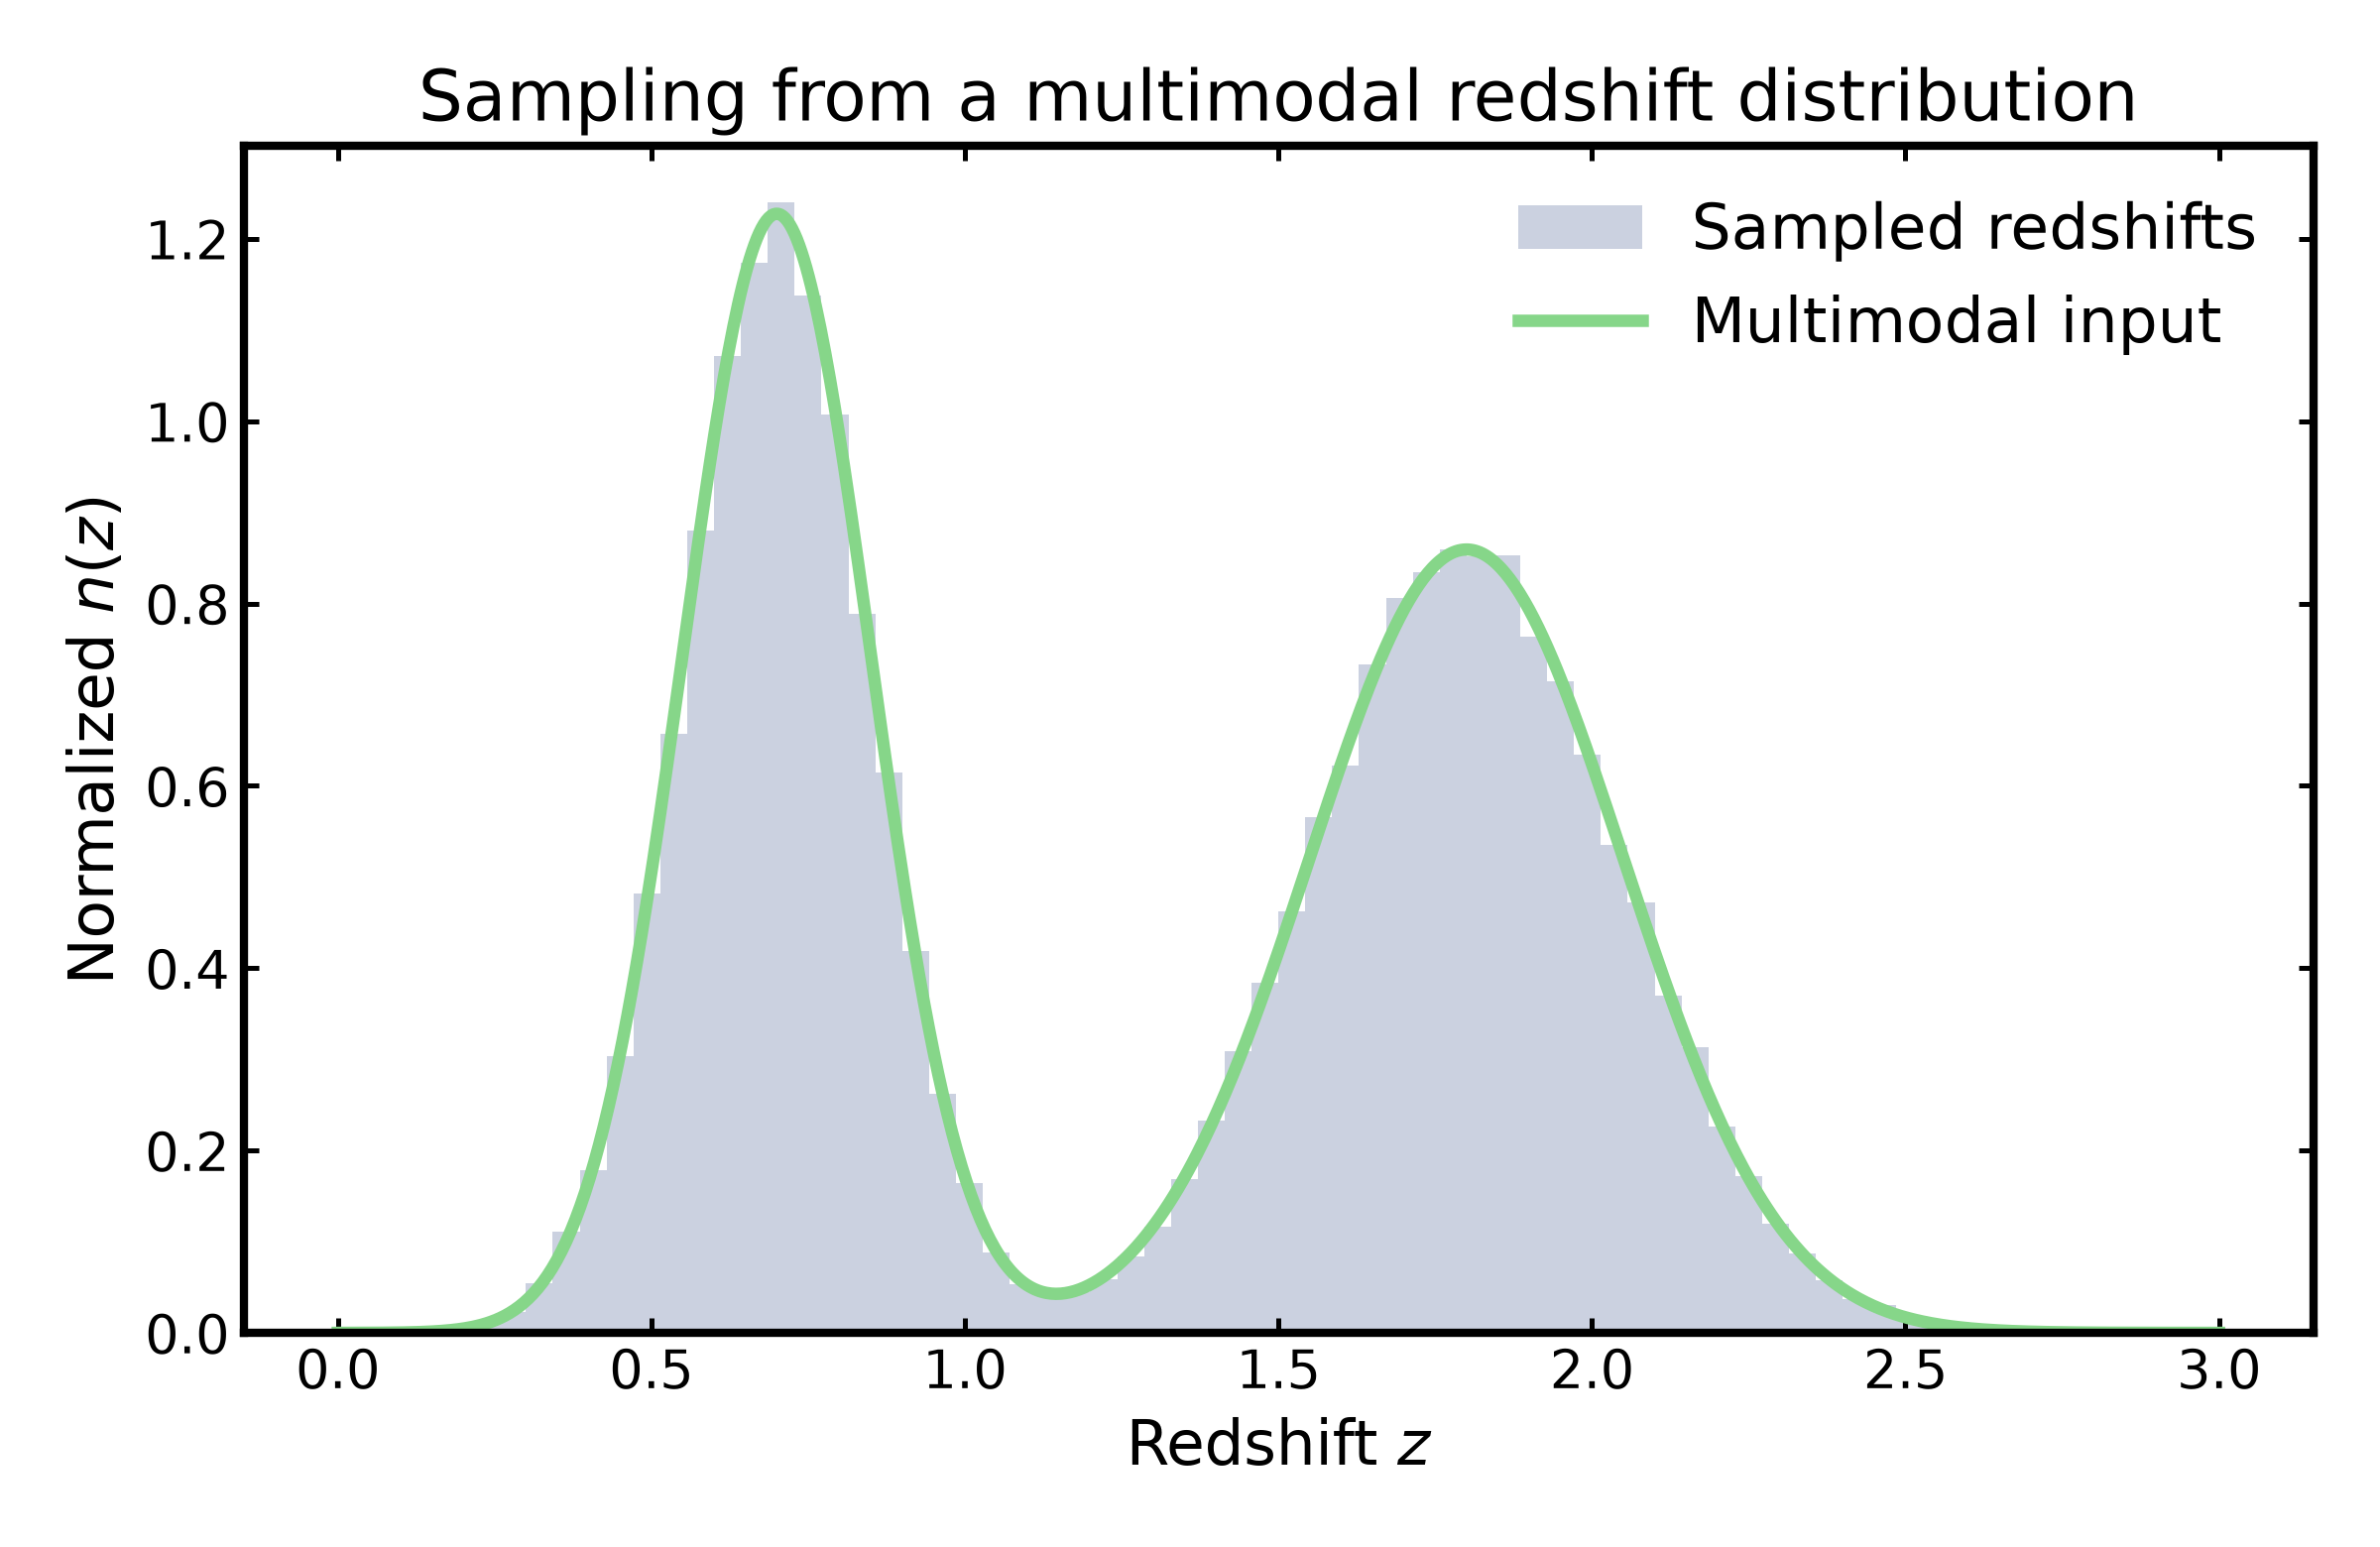 Sampling from a multimodal redshift distribution
Sampled redshifts
Multimodal input
Normalized n(z)
1.2
1.0
0.8
0.6
0.4
0.2
0.0
0.0 0.5 1.0 1.5 2.0 2.5 3.0
Redshift z